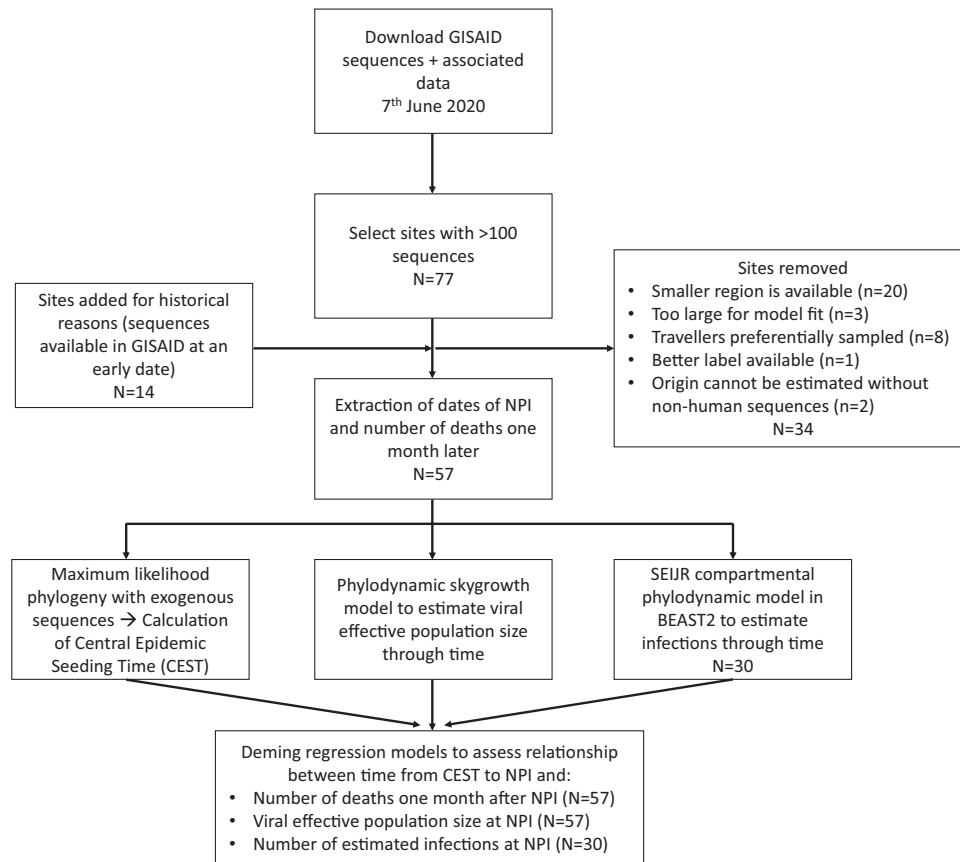 Download GISAID
sequences + associated
data
7th June 2020
Select sites with >100
sequences
N=77
Sites added for historical
reasons (sequences
available in GISAID at an
early date)
N=14
Sites removed
• Smaller region is available (n=20)
• Too large for model fit (n=3)
• Travellers preferentially sampled (n=8)
• Better label available (n=1)
• Origin cannot be estimated without
non-human sequences (n=2)
N=34
Extraction of dates of NPI
and number of deaths one
month later
N=57
Maximum likelihood
phylogeny with exogenous
sequences → Calculation
of Central Epidemic
Seeding Time (CEST)
Phylodynamic skygrowth
model to estimate viral
effective population size
through time
SEIJR compartmental
phylodynamic model in
BEAST2 to estimate
infections through time
N=30
Deming regression models to assess relationship
between time from CEST to NPI and:
• Number of deaths one month after NPI (N=57)
• Viral effective population size at NPI (N=57)
• Number of estimated infections at NPI (N=30)